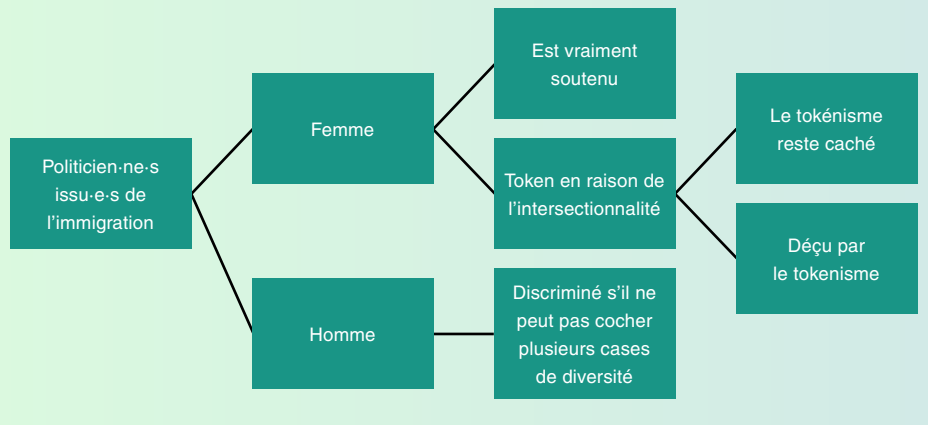 Politicien·ne·s
issu·e·s de
l’immigration
Femme
Homme
Est vraiment
soutenu
Token en raison de
l’intersectionnalité
Discriminé s’il ne
peut pas cocher
plusieurs cases
de diversité
Le tokénisme
reste caché
Déçu par
le tokenisme